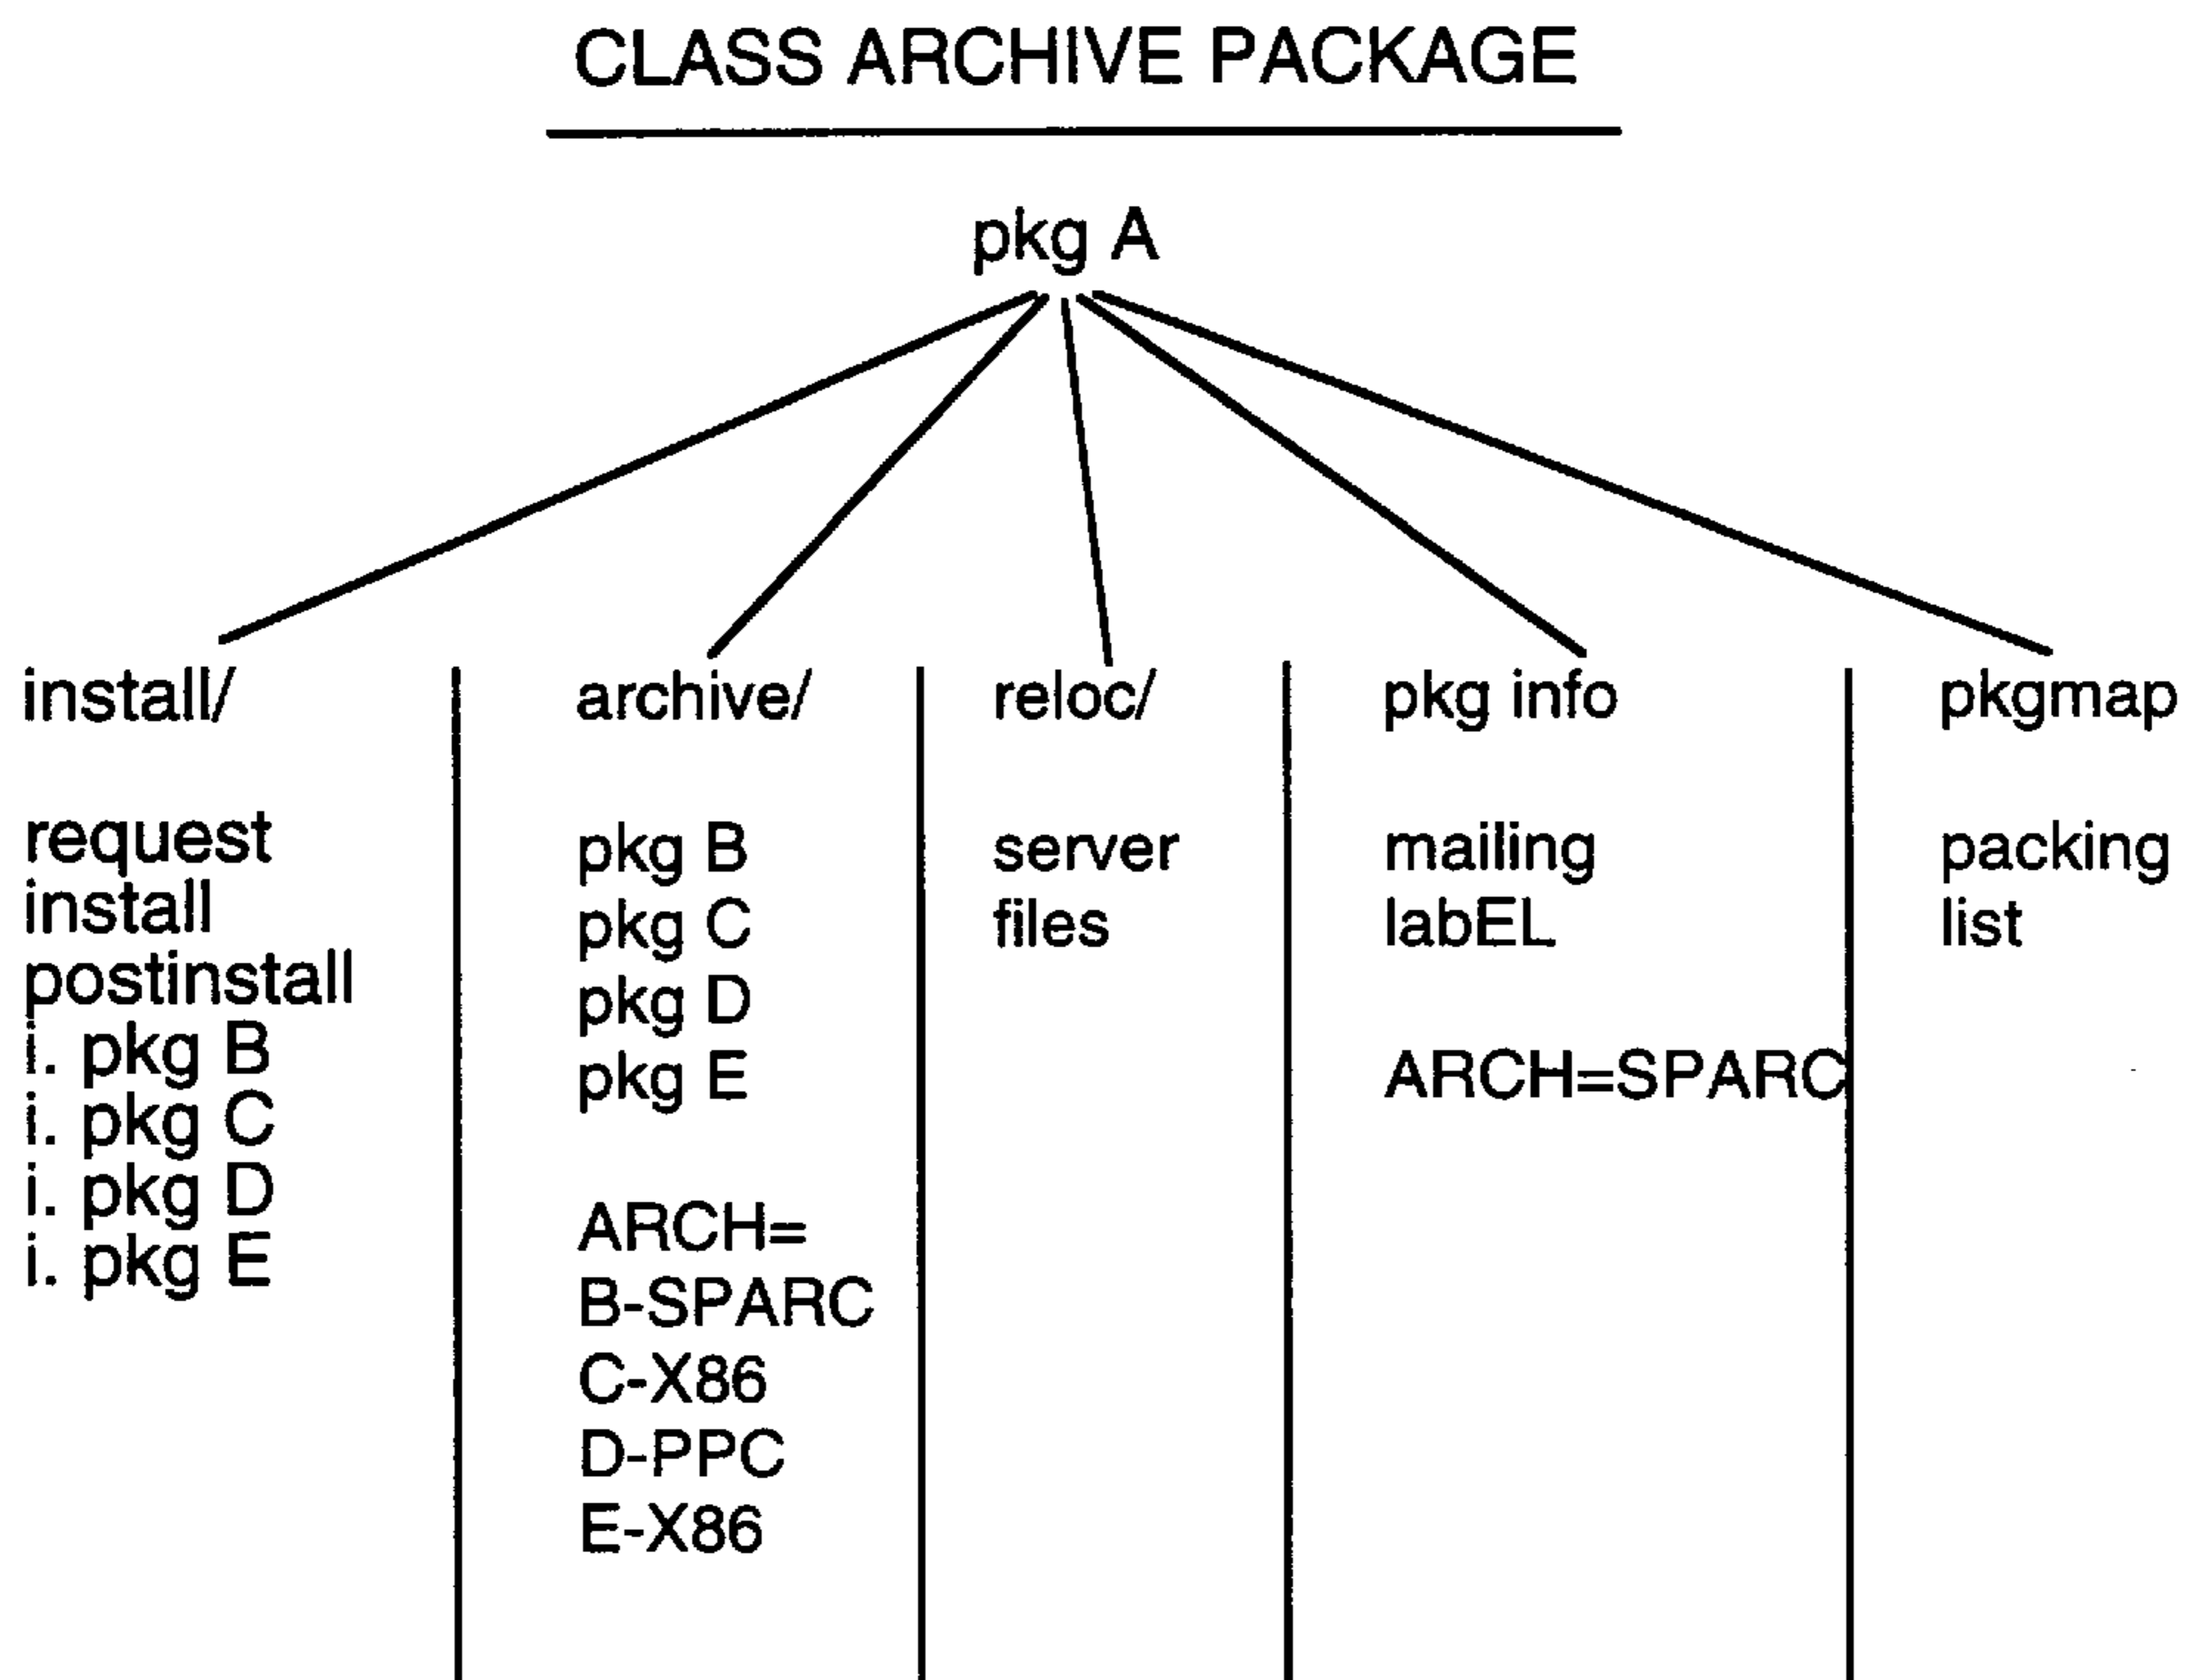 CLASS ARCHIVE PACKAGE
pkg A
install/
request
install
postinstall
i. pkg B
i. pkg C
i. pkg D
i. pkg E
archive/
pkg B
pkg C
pkg D
pkg E
ARCH=
B-SPARC
C-X86
D-PPC
E-X86
reloc/
server
files
pkg info
mailing
labEL
ARCH=SPARC
pkgmap
packing
list